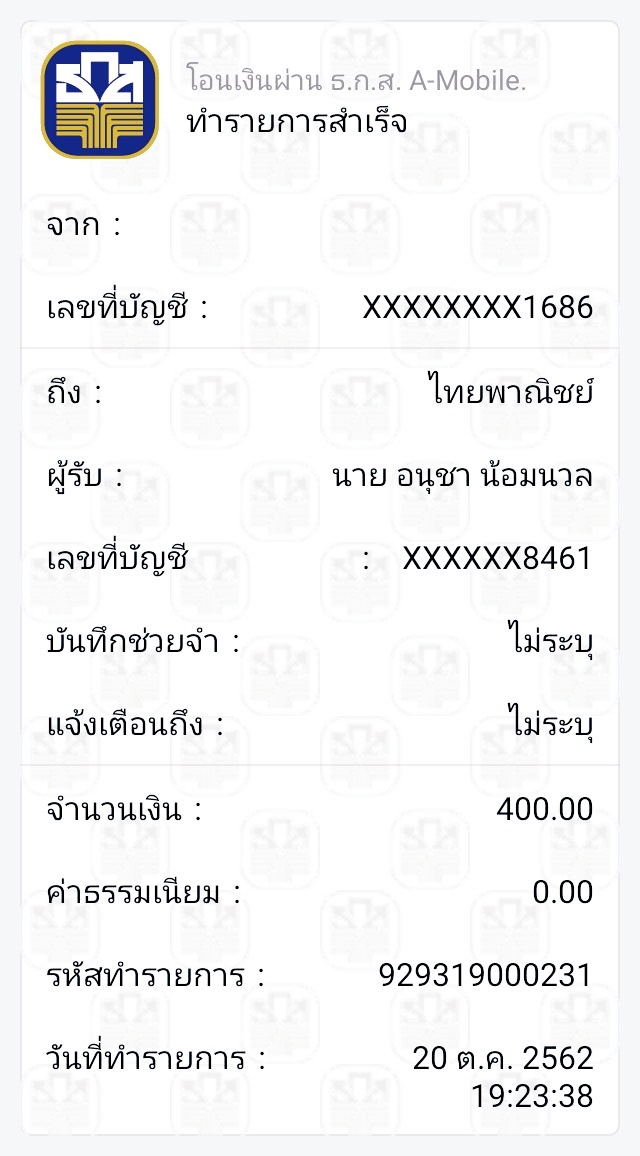 ธกส
โอนเงินผ่าน ธ.ก.ส. A-Mobile.
ทำรายการสำเร็จ
จาก :
เลขที่บัญชี : XXXXXXXX1686
ถึง : ไทยพาณิชย์
ผู้รับ : นาย อนุชา น้อมนวล
เลขที่บัญชี : XXXXXX8461
บันทึกช่วยจำ : ไม่ระบุ
แจ้งเตือนถึง : ไม่ระบุ
จำนวนเงิน : 400.00
ค่าธรรมเนียม : 0.00
รหัสทำรายการ : 929319000231
วันที่ทำรายการ : 20 ต.ค. 2562
19:23:38